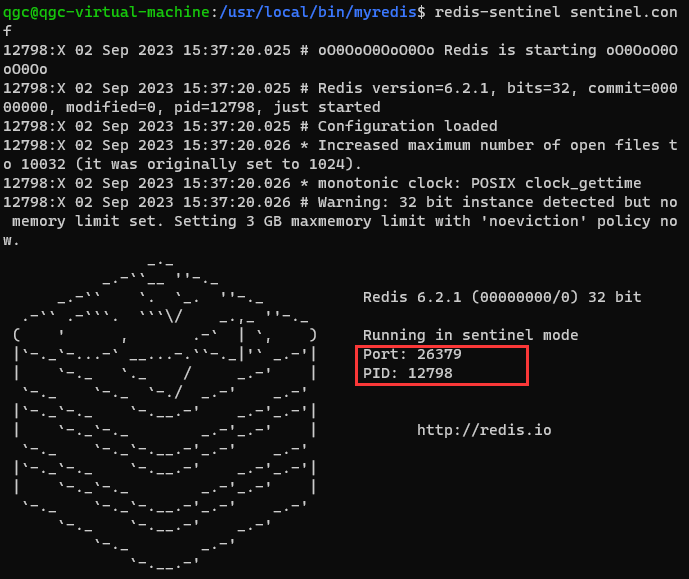 qgc@qgc-virtual-machine:/usr/local/bin/myredis$ redis-sentinel sentinel.con
f
12798:X 02 Sep 2023 15:37:20.025 # oO0OoO0OoO0Oo Redis is starting oO0OoO0O
oO0Oo
12798:X 02 Sep 2023 15:37:20.025 # Redis version=6.2.1, bits=32, commit=000
00000, modified=0, pid=12798, just started
12798:X 02 Sep 2023 15:37:20.025 # Configuration loaded
12798:X 02 Sep 2023 15:37:20.026 * Increased maximum number of open files t
o 10032 (it was originally set to 1024).
12798:X 02 Sep 2023 15:37:20.026 * monotonic clock: POSIX clock_gettime
12798:X 02 Sep 2023 15:37:20.026 # Warning: 32 bit instance detected but no
 memory limit set. Setting 3 GB maxmemory limit with 'noeviction' policy no
w.
Redis 6.2.1 (00000000/0) 32 bit
Running in sentinel mode
Port: 26379
PID: 12798
http://redis.io